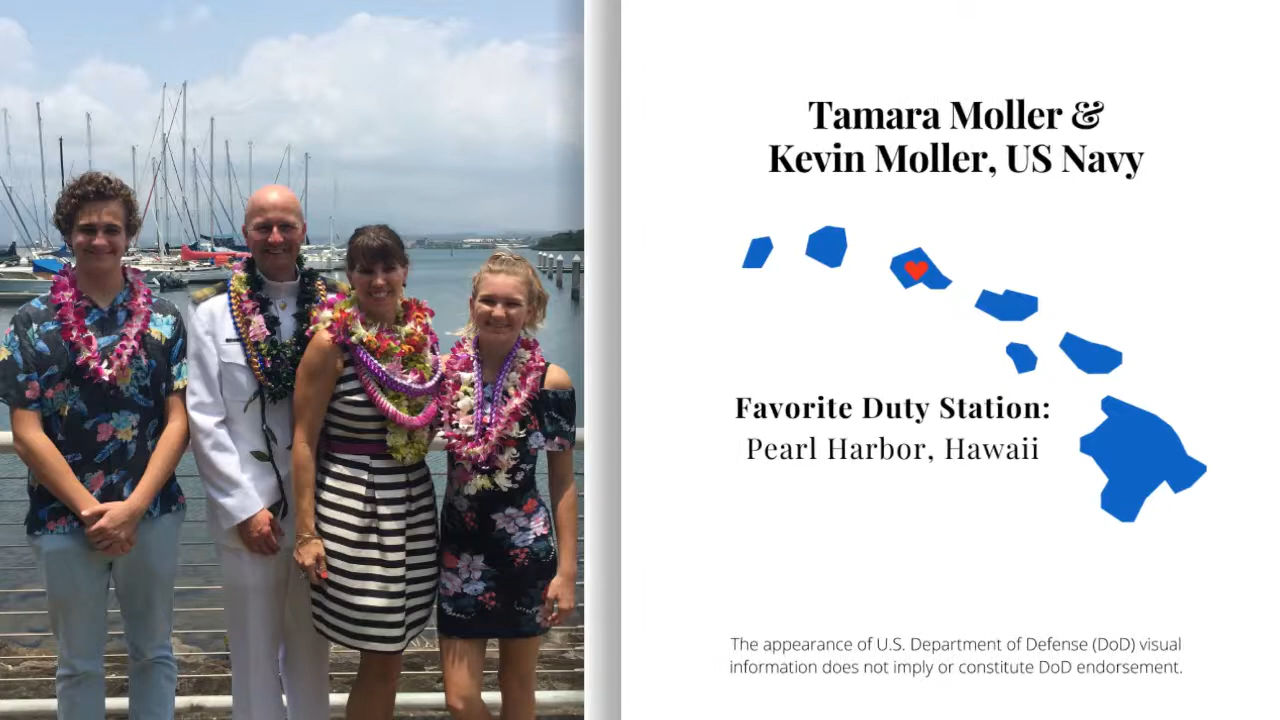 Tamara Moller &
Kevin Moller, US Navy
Favorite Duty Station:
Pearl Harbor, Hawaii
The appearance of U.S. Department of Defense (DoD) visual
information does not imply or constitute DoD endorsement.